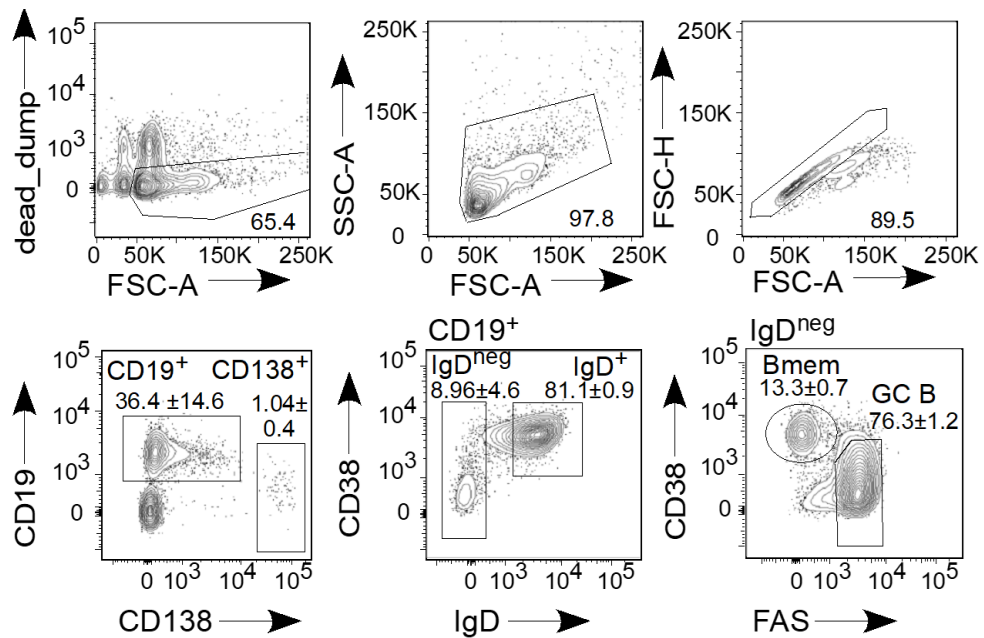 dead_dump
10^5
10^4
10^3
0
65.4
0 50K 150K 250K
FSC-A
SSC-A
250K
150K
50K
0
97.8
0 50K 150K 250K
FSC-A
FSC-H
250K
150K
50K
0
89.5
0 50K 150K 250K
FSC-A
CD19
10^5
10^4
10^3
0
CD19^+ CD138^+
36.4 ±14.6 1.04±
0.4
0 10^3 10^4 10^5
CD138
CD19^+
CD38
10^5
10^4
10^3
0
IgD^neg IgD^+
8.96±4.6 81.1±0.9
0 10^3 10^4 10^5
IgD
IgD^neg
CD38
10^5
10^4
10^3
0
Bmem
13.3±0.7
GC B
76.3±1.2
0 10^3 10^4 10^5
FAS